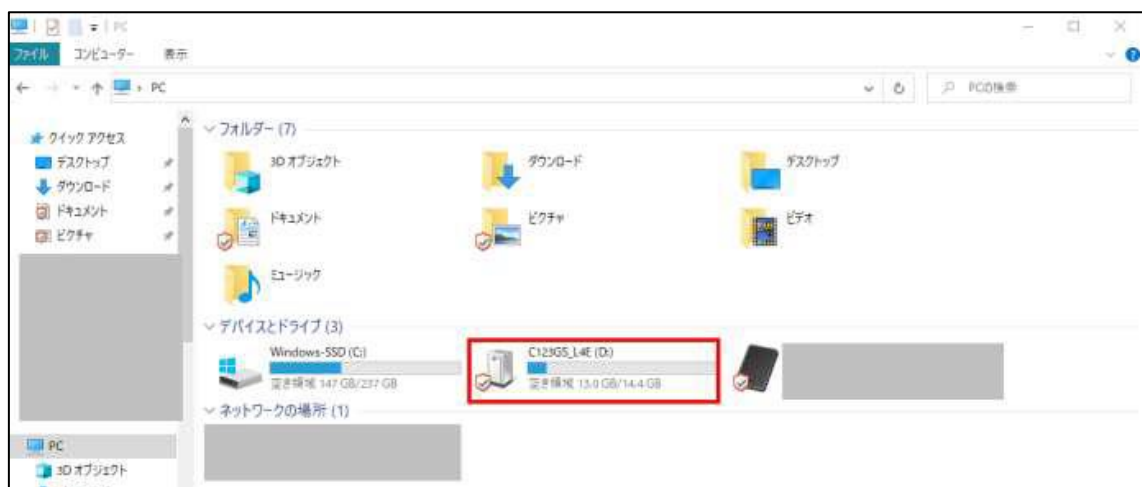 PC
ファイル コンピューター 表示
PC
PCの検索
クイック アクセス
デスクトップ
ダウンロード
ドキュメント
ピクチャ
PC
3D オブジェクト
フォルダー (7)
3D オブジェクト
ダウンロード
デスクトップ
ドキュメント
ピクチャ
ビデオ
ミュージック
デバイスとドライブ (3)
Windows-SSD (C:)
空き領域 147 GB/237 GB
C123GS_L4E (D:)
空き領域 13.0 GB/14.4 GB
ネットワークの場所 (1)